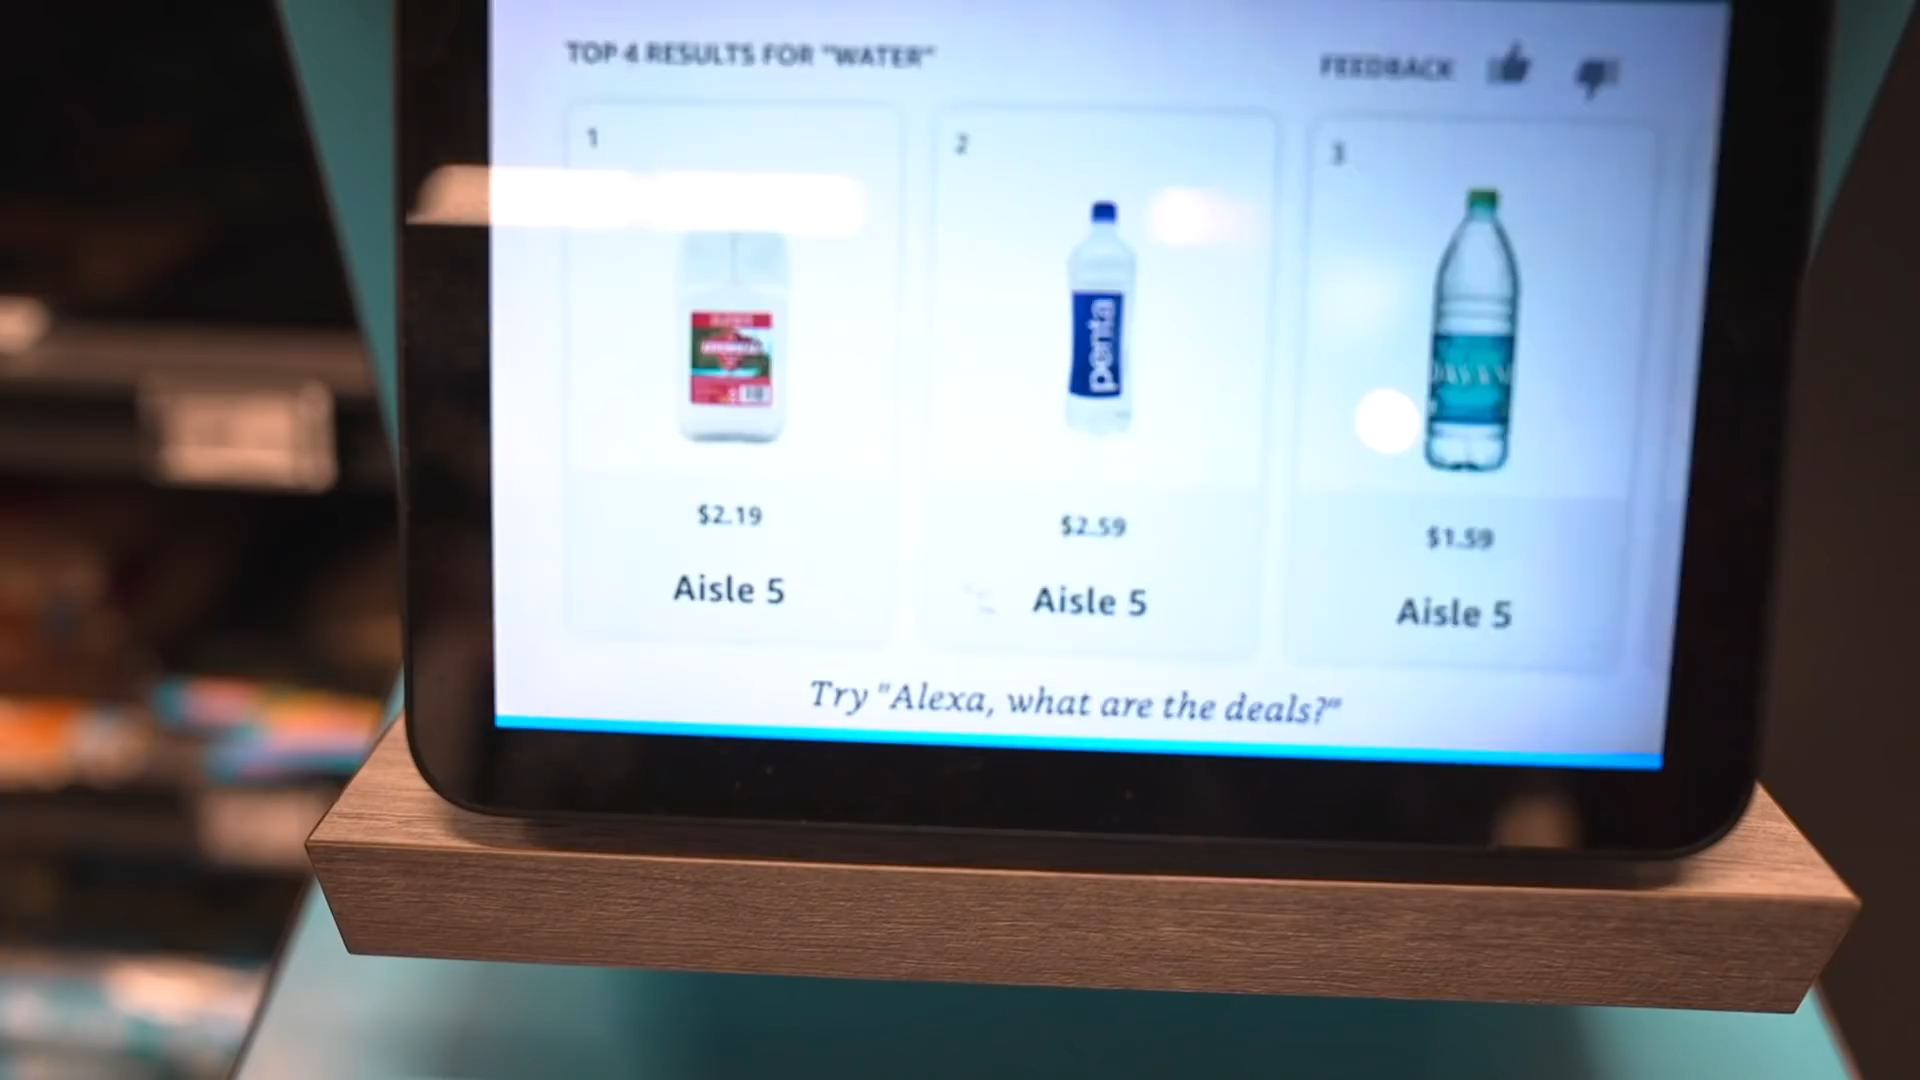 TOP 4 RESULTS FOR "WATER"
FEEDBACK
1
2
3
penta
$2.19
$2.59
$1.59
Aisle 5
Aisle 5
Aisle 5
Try "Alexa, what are the deals?"